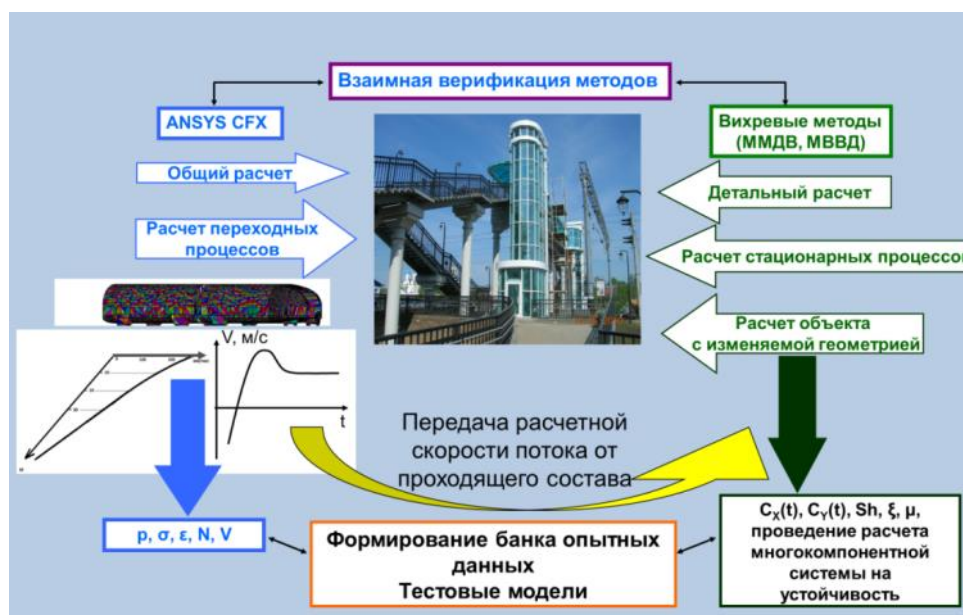 Взаимная верификация методов
ANSYS CFX
Вихревые методы
(ММДВ, МВВД)
Общий расчет
Детальный расчет
Расчет переходных
процессов
Расчет стационарных процессов
Расчет объекта
с изменяемой геометрией
V, м/с
t
Передача расчетной
скорости потока от
проходящего состава
p, σ, ε, N, V
Формирование банка опытных
данных
Тестовые модели
CX(t), CY(t), Sh, ξ, μ,
проведение расчета
многокомпонентной
системы на
устойчивость